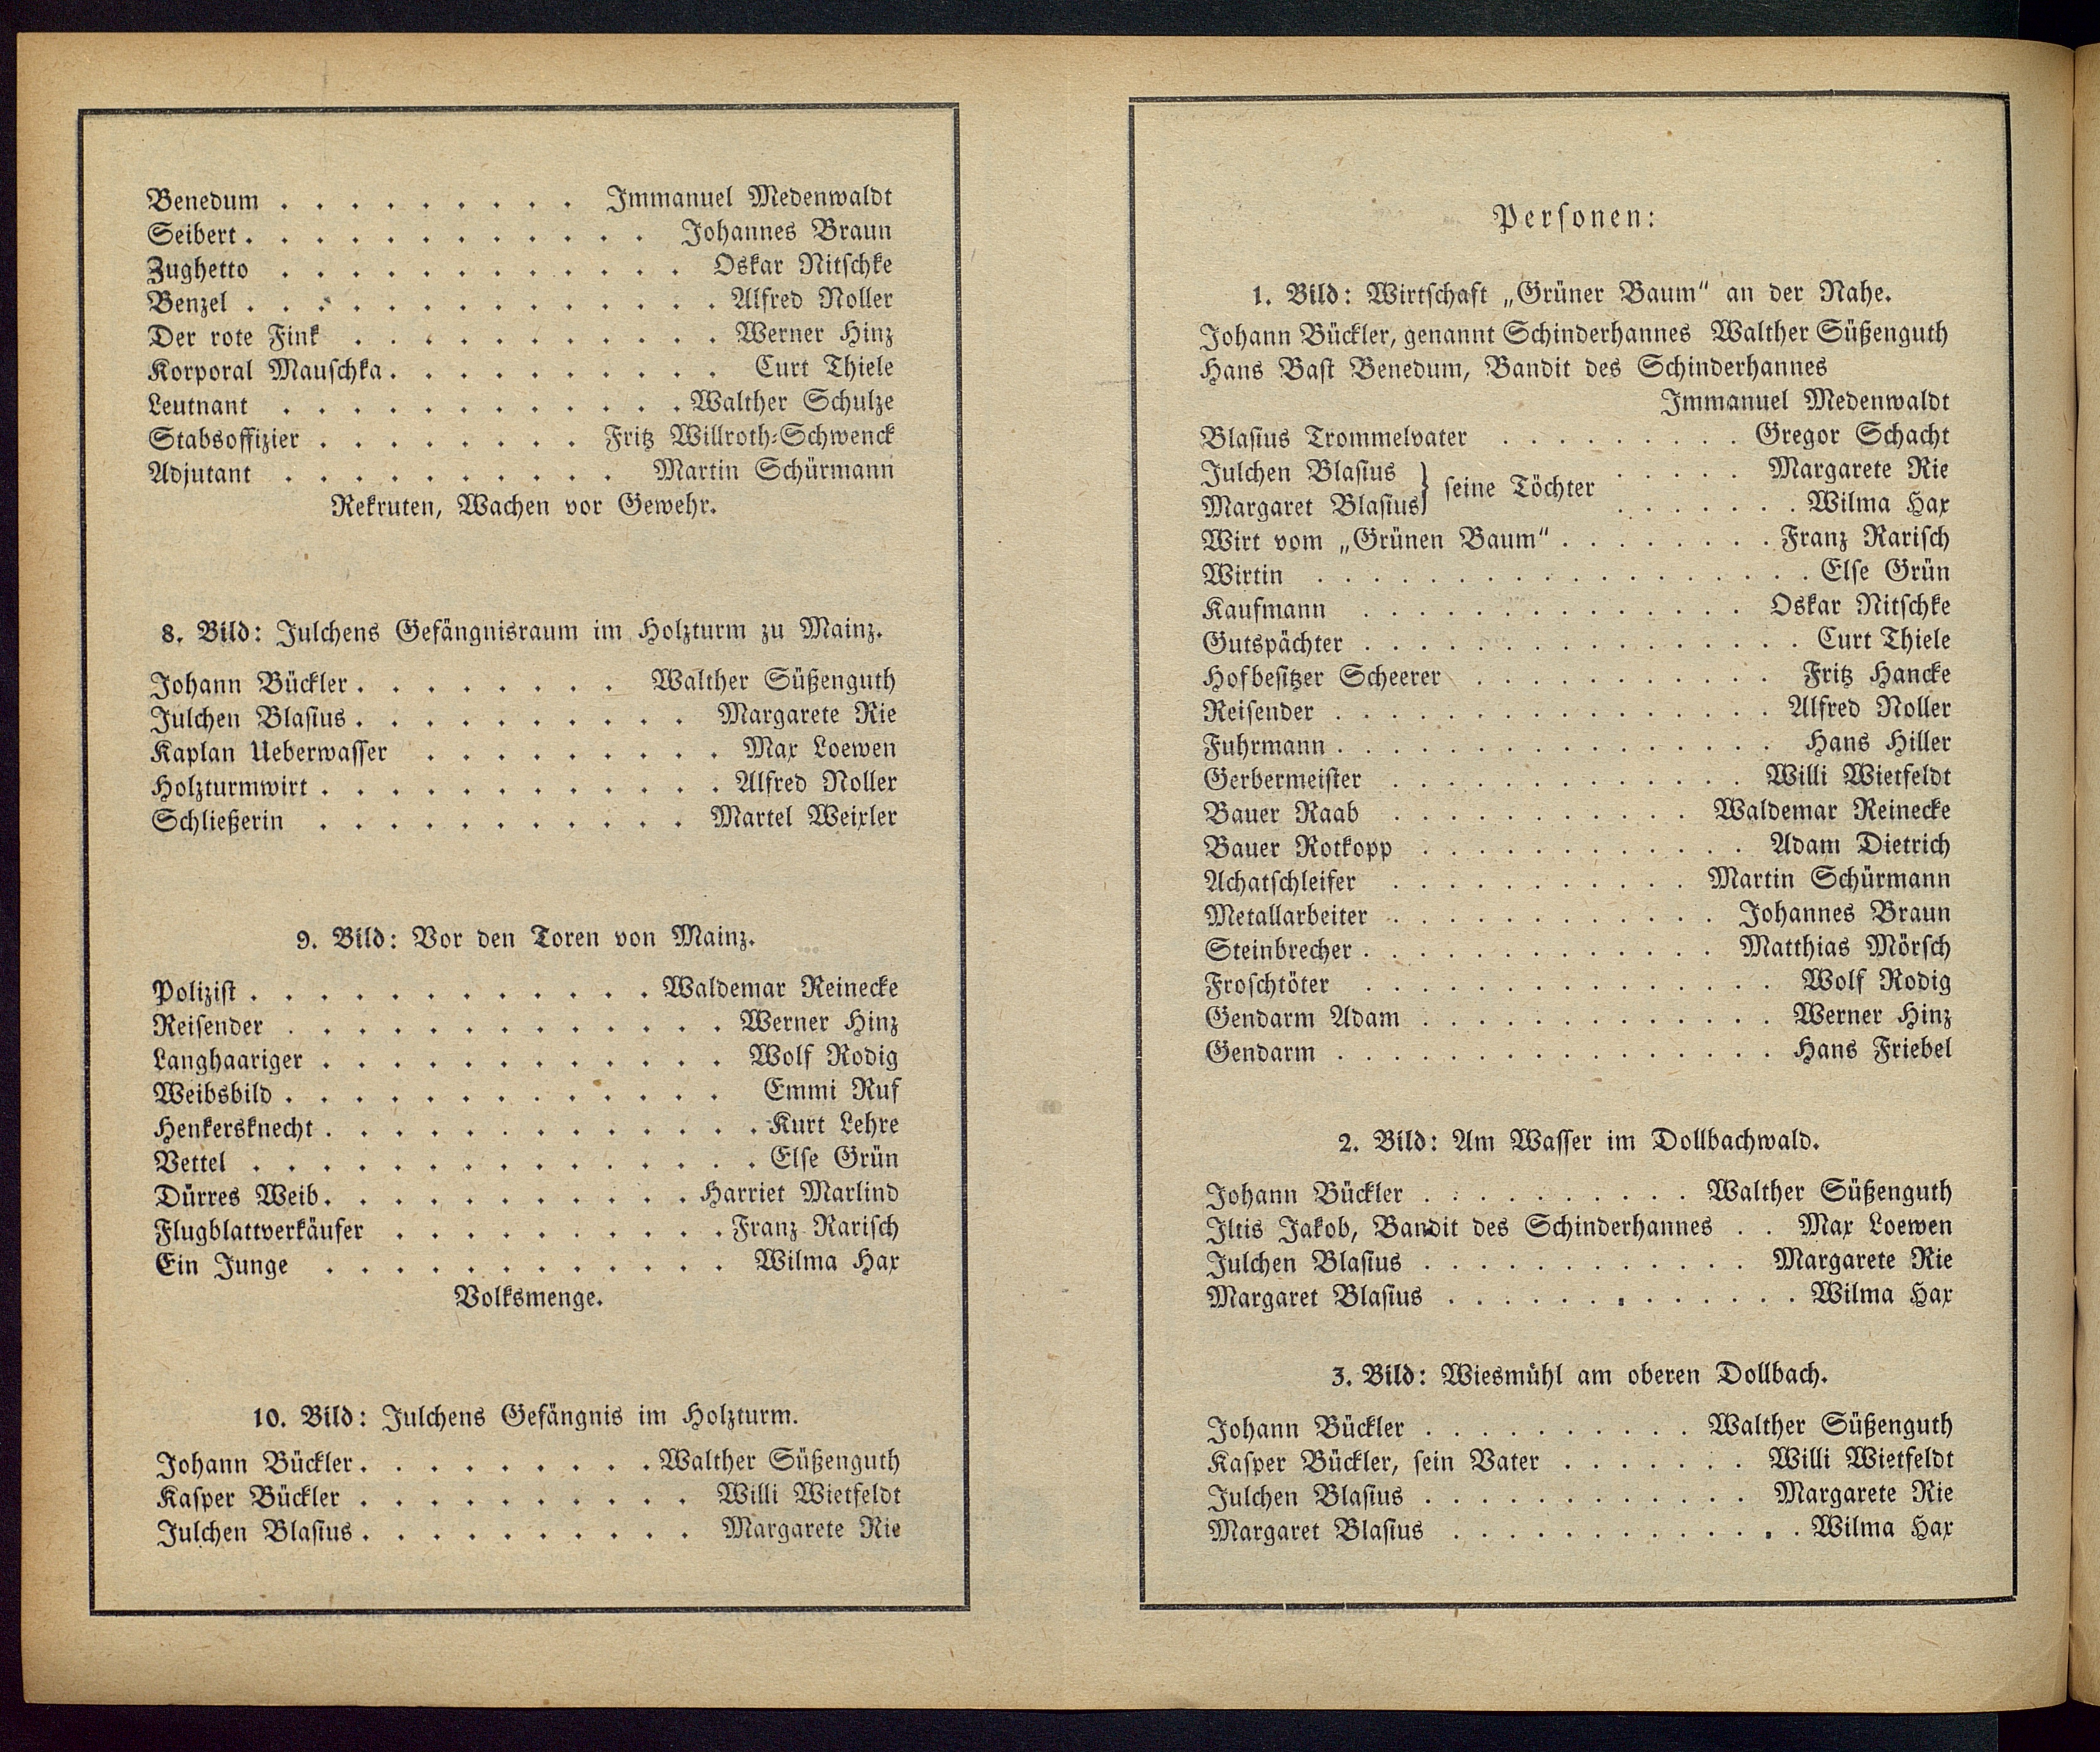 Benedum . . . . . . . . . Immanuel Medenwaldt
Seibert . . . . . . . . . . . . Johannes Braun
Zughetto . . . . . . . . . . . . Oskar Nitschke
Benzel . . . . . . . . . . . . . . Alfred Noller
Der rote Fink . . . . . . . . . . . Werner Hinz
Korporal Mauschka . . . . . . . . . . Curt Thiele
Leutnant . . . . . . . . . . . . Walther Schulze
Stabsoffizier . . . . . . . . Fritz Willroth-Schwenck
Adjutant . . . . . . . . . . Martin Schürmann
Rekruten, Wachen vor Gewehr.
8. Bild: Julchens Gefängnisraum im Holzturm zu Mainz.
Johann Bückler . . . . . . . . Walther Süßenguth
Julchen Blasius . . . . . . . . . . Margarete Rie
Kaplan Ueberwasser . . . . . . . . . Max Loewen
Holzturmwirt . . . . . . . . . . . . Alfred Noller
Schließerin . . . . . . . . . . . Martel Weixler
9. Bild: Vor den Toren von Mainz.
Polizist . . . . . . . . . . . . Waldemar Reinecke
Reisender . . . . . . . . . . . . . Werner Hinz
Langhaariger . . . . . . . . . . . . Wolf Rodig
Weibsbild . . . . . . . . . . . . . Emmi Ruf
Henkersknecht . . . . . . . . . . . . . Kurt Lehre
Vettel . . . . . . . . . . . . . . . Else Grün
Dürres Weib . . . . . . . . . . . Harriet Marlind
Flugblattverkäufer . . . . . . . . . . Franz Rarisch
Ein Junge . . . . . . . . . . . . Wilma Hax
Volksmenge.
10. Bild: Julchens Gefängnis im Holzturm.
Johann Bückler . . . . . . . . . Walther Süßenguth
Kasper Bückler . . . . . . . . . . Willi Wietfeldt
Julchen Blasius . . . . . . . . . . Margarete Rie
Personen:
1. Bild: Wirtschaft „Grüner Baum“ an der Nahe.
Johann Bückler, genannt Schinderhannes Walther Süßenguth
Hans Bast Benedum, Bandit des Schinderhannes
Immanuel Medenwaldt
Blasius Trommelvater . . . . . . . . . Gregor Schacht
Julchen Blasius } seine Töchter . . . . . Margarete Rie
Margaret Blasius } . . . . . . . Wilma Hax
Wirt vom „Grünen Baum“ . . . . . . . . Franz Rarisch
Wirtin . . . . . . . . . . . . . . . . . . Else Grün
Kaufmann . . . . . . . . . . . . . . Oskar Nitschke
Gutspächter . . . . . . . . . . . . . . . . Curt Thiele
Hofbesitzer Scheerer . . . . . . . . . . . . Fritz Hancke
Reisender . . . . . . . . . . . . . . . . Alfred Noller
Fuhrmann . . . . . . . . . . . . . . . . Hans Hiller
Gerbermeister . . . . . . . . . . . . . Willi Wietfeldt
Bauer Raab . . . . . . . . . . . Waldemar Reinecke
Bauer Rotkopp . . . . . . . . . . . . Adam Dietrich
Achatschleifer . . . . . . . . . . . Martin Schürmann
Metallarbeiter . . . . . . . . . . . . Johannes Braun
Steinbrecher . . . . . . . . . . . . . Matthias Mörsch
Froschtöter . . . . . . . . . . . . . . . Wolf Rodig
Gendarm Adam . . . . . . . . . . . . . Werner Hinz
Gendarm . . . . . . . . . . . . . . . . Hans Friebel
2. Bild: Am Wasser im Dollbachwald.
Johann Bückler . . . . . . . . . . Walther Süßenguth
Iltis Jakob, Bandit des Schinderhannes . . Max Loewen
Julchen Blasius . . . . . . . . . . . . Margarete Rie
Margaret Blasius . . . . . . . . . . . . . Wilma Hax
3. Bild: Wiesmühl am oberen Dollbach.
Johann Bückler . . . . . . . . . . Walther Süßenguth
Kasper Bückler, sein Vater . . . . . . . Willi Wietfeldt
Julchen Blasius . . . . . . . . . . . . Margarete Rie
Margaret Blasius . . . . . . . . . . . . . Wilma Hax